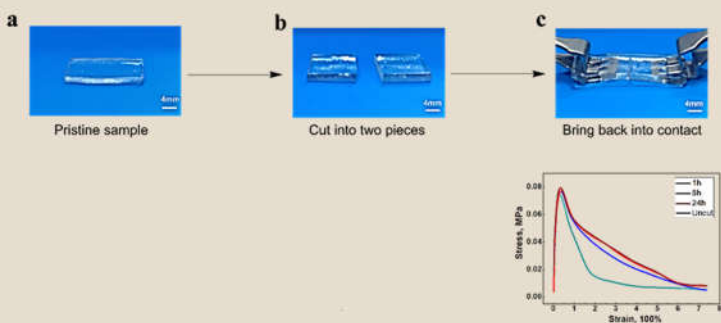 a
b
c
4mm
4mm
4mm
Pristine sample
Cut into two pieces
Bring back into contact
1h
5h
24h
Uncut
0.08
0.06
0.04
0.02
0.00
Stress, MPa
0 1 2 3 4 5 6 7 8
Strain, 100%